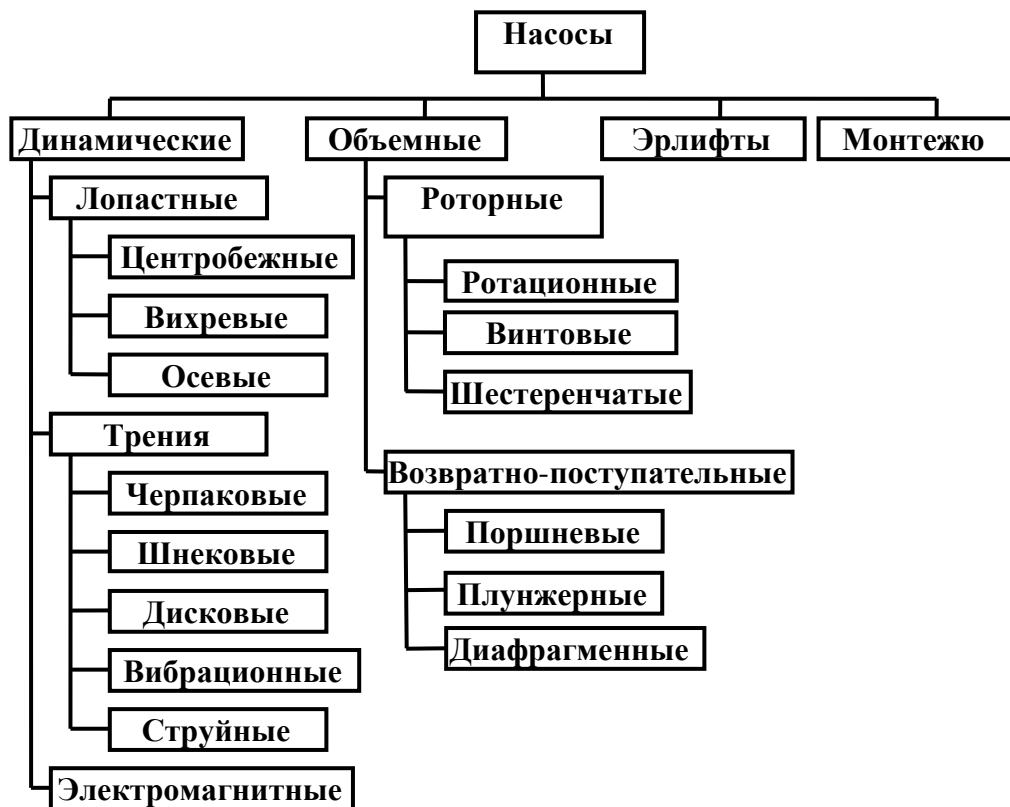 Насосы
Динамические
Объемные
Эрлифты
Монтежю
Лопастные
Центробежные
Вихревые
Осевые
Трения
Черпаковые
Шнековые
Дисковые
Вибрационные
Струйные
Электромагнитные
Роторные
Ротационные
Винтовые
Шестеренчатые
Возвратно-поступательные
Поршневые
Плунжерные
Диафрагменные